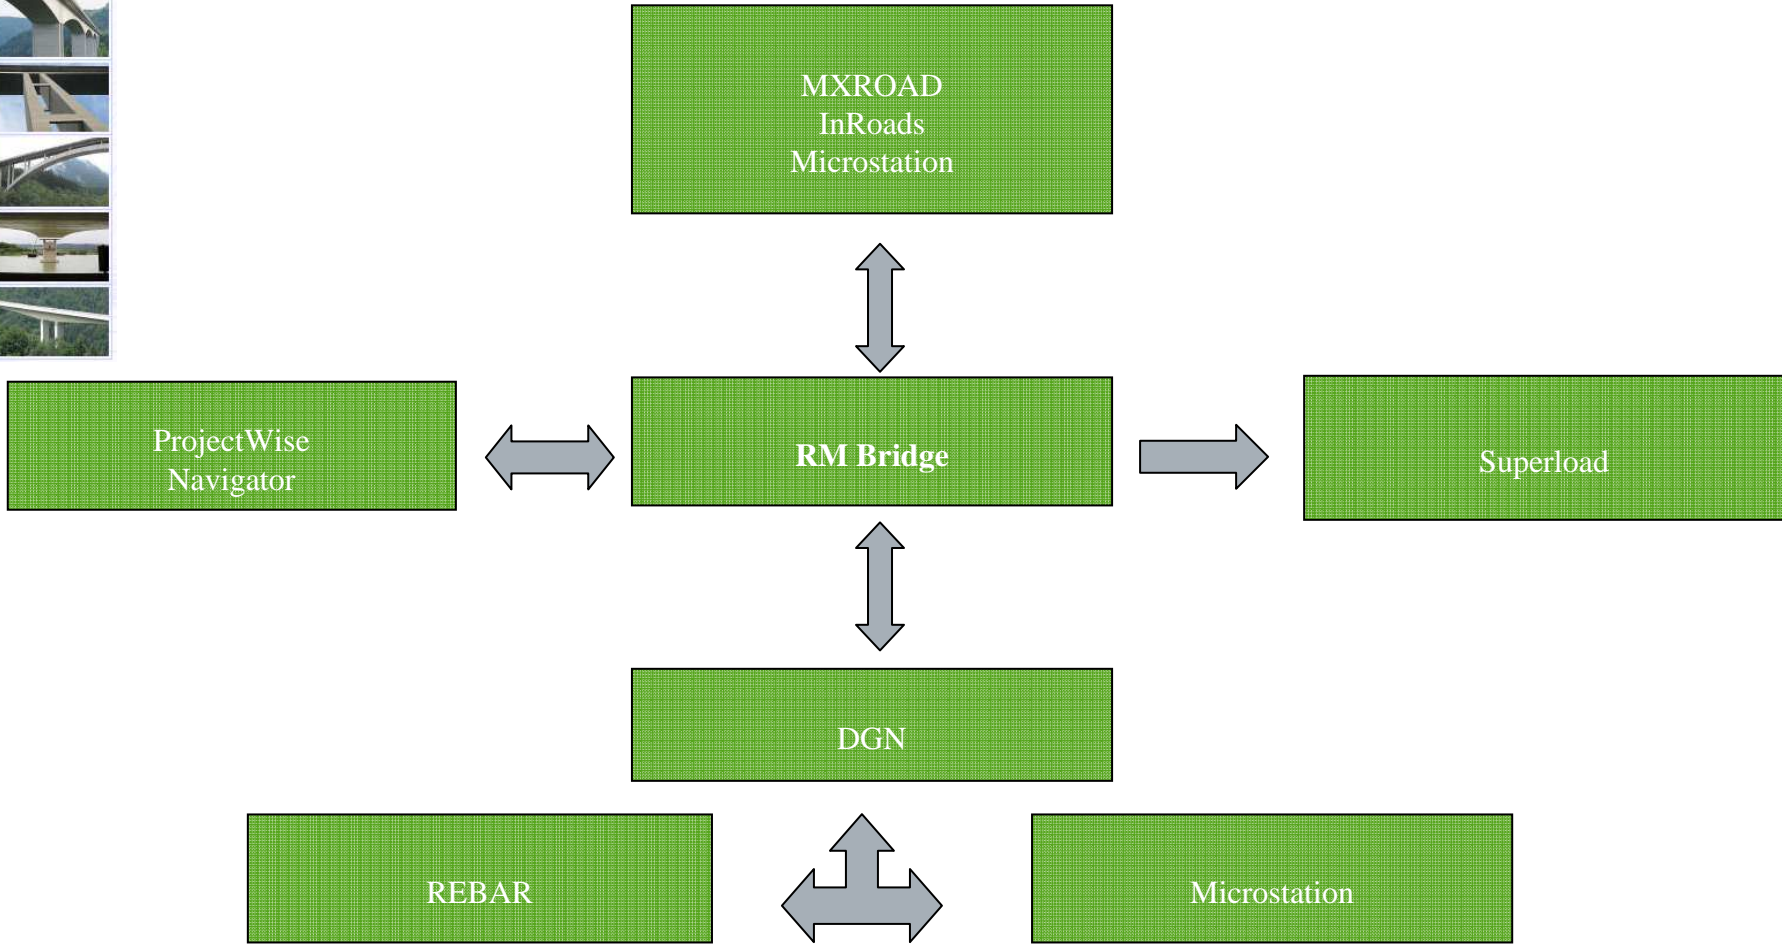 MXROAD
InRoads
Microstation
ProjectWise
Navigator
RM Bridge
Superload
DGN
REBAR
Microstation